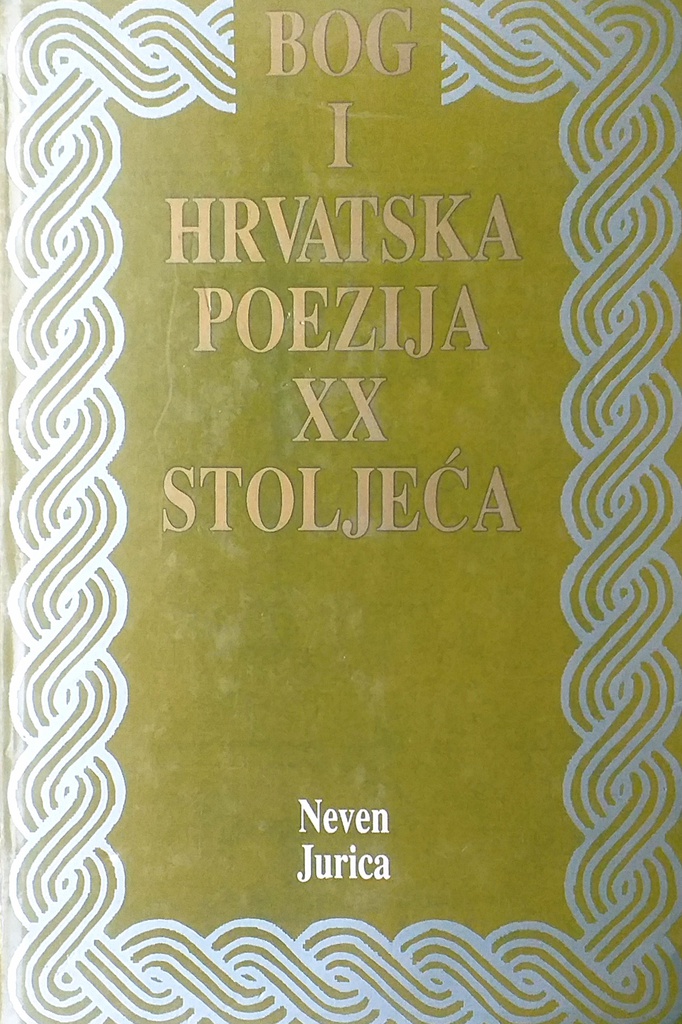 BOG
I
HRVATSKA
POEZIJA
XX
STOLJEĆA
Neven
Jurica